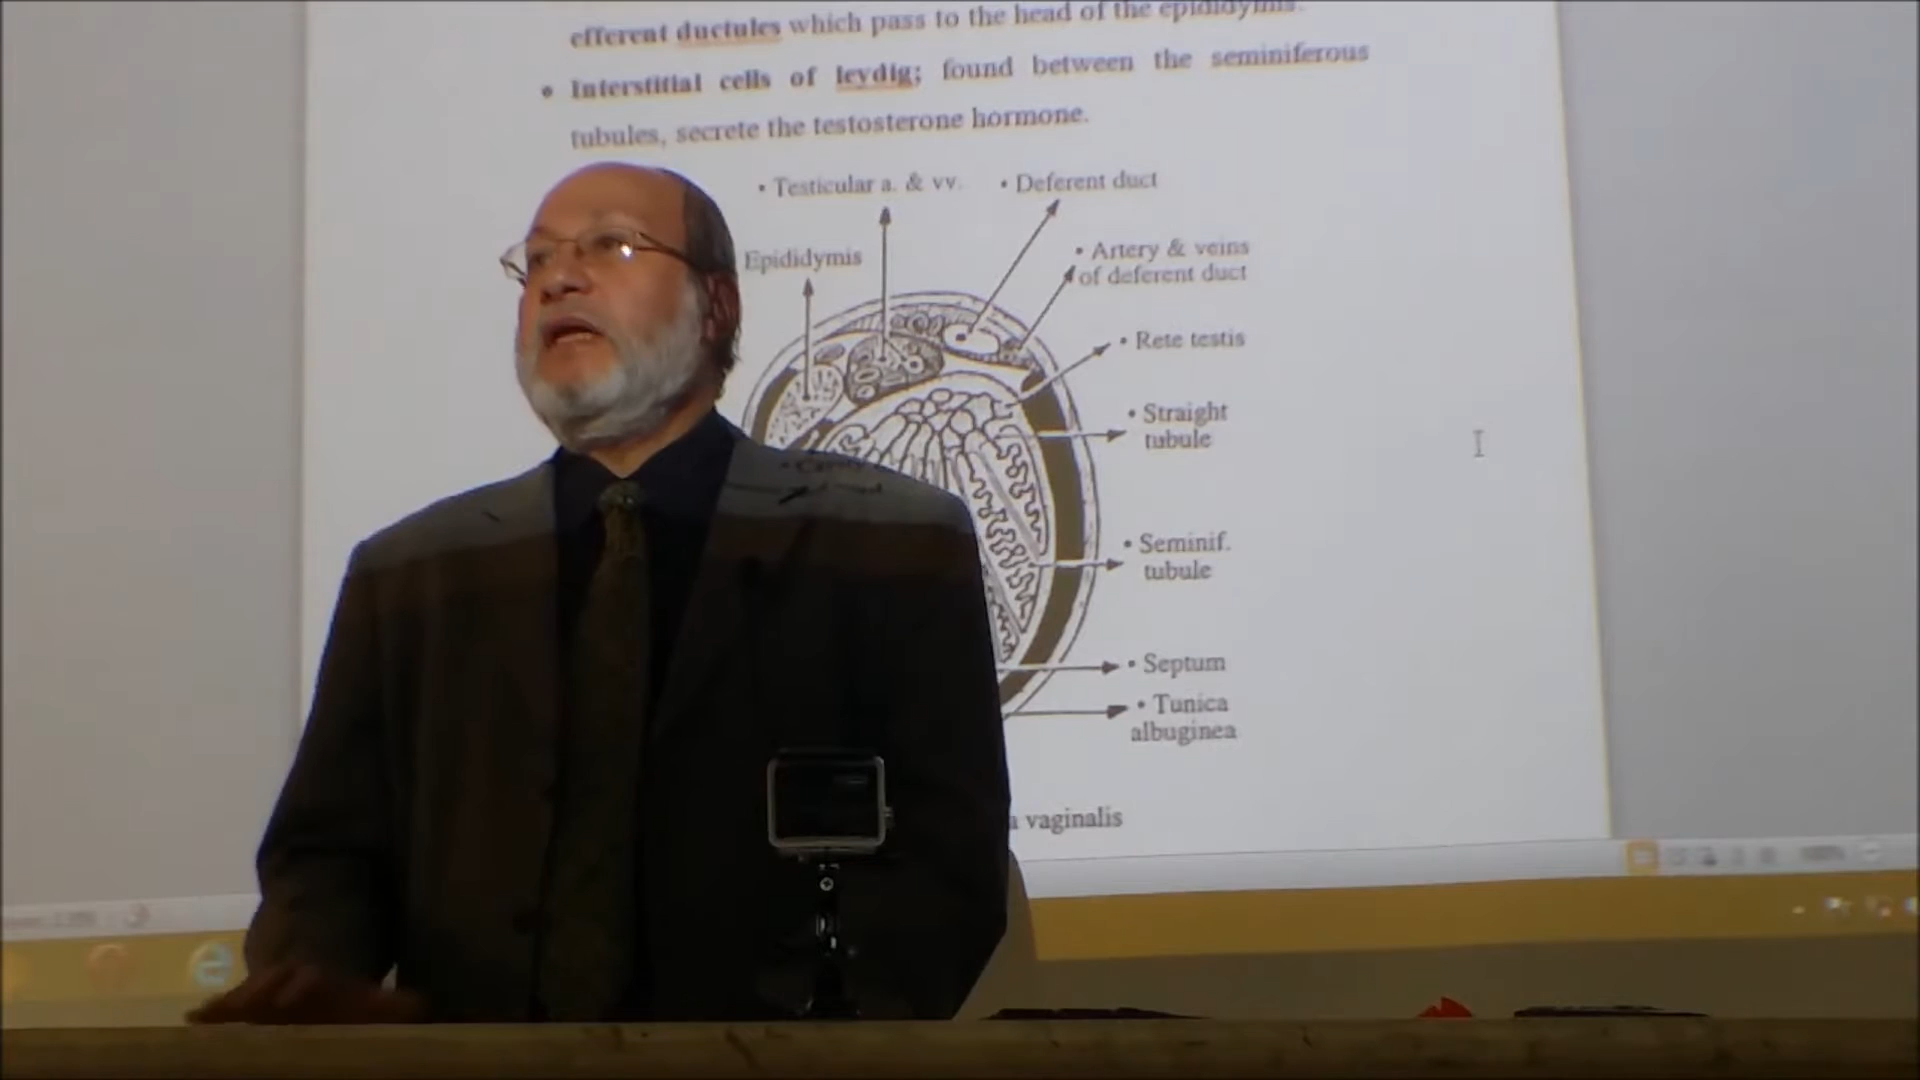 efferent ductules which pass to the head of the epididymis.
• Interstitial cells of leydig; found between the seminiferous
tubules, secrete the testosterone hormone.
• Testicular a. & vv.
• Deferent duct
Epididymis
• Artery & veins
of deferent duct
• Rete testis
• Straight
tubule
• Seminif.
tubule
• Septum
• Tunica
albuginea
a vaginalis